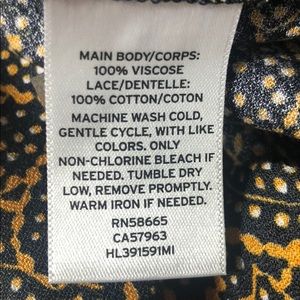 MAIN BODY/CORPS:
100% VISCOSE
LACE/DENTELLE:
100% COTTON/COTON
MACHINE WASH COLD,
GENTLE CYCLE, WITH LIKE
COLORS. ONLY
NON-CHLORINE BLEACH IF
NEEDED. TUMBLE DRY
LOW, REMOVE PROMPTLY.
WARM IRON IF NEEDED.
RN58665
CA57963
HL391591MI